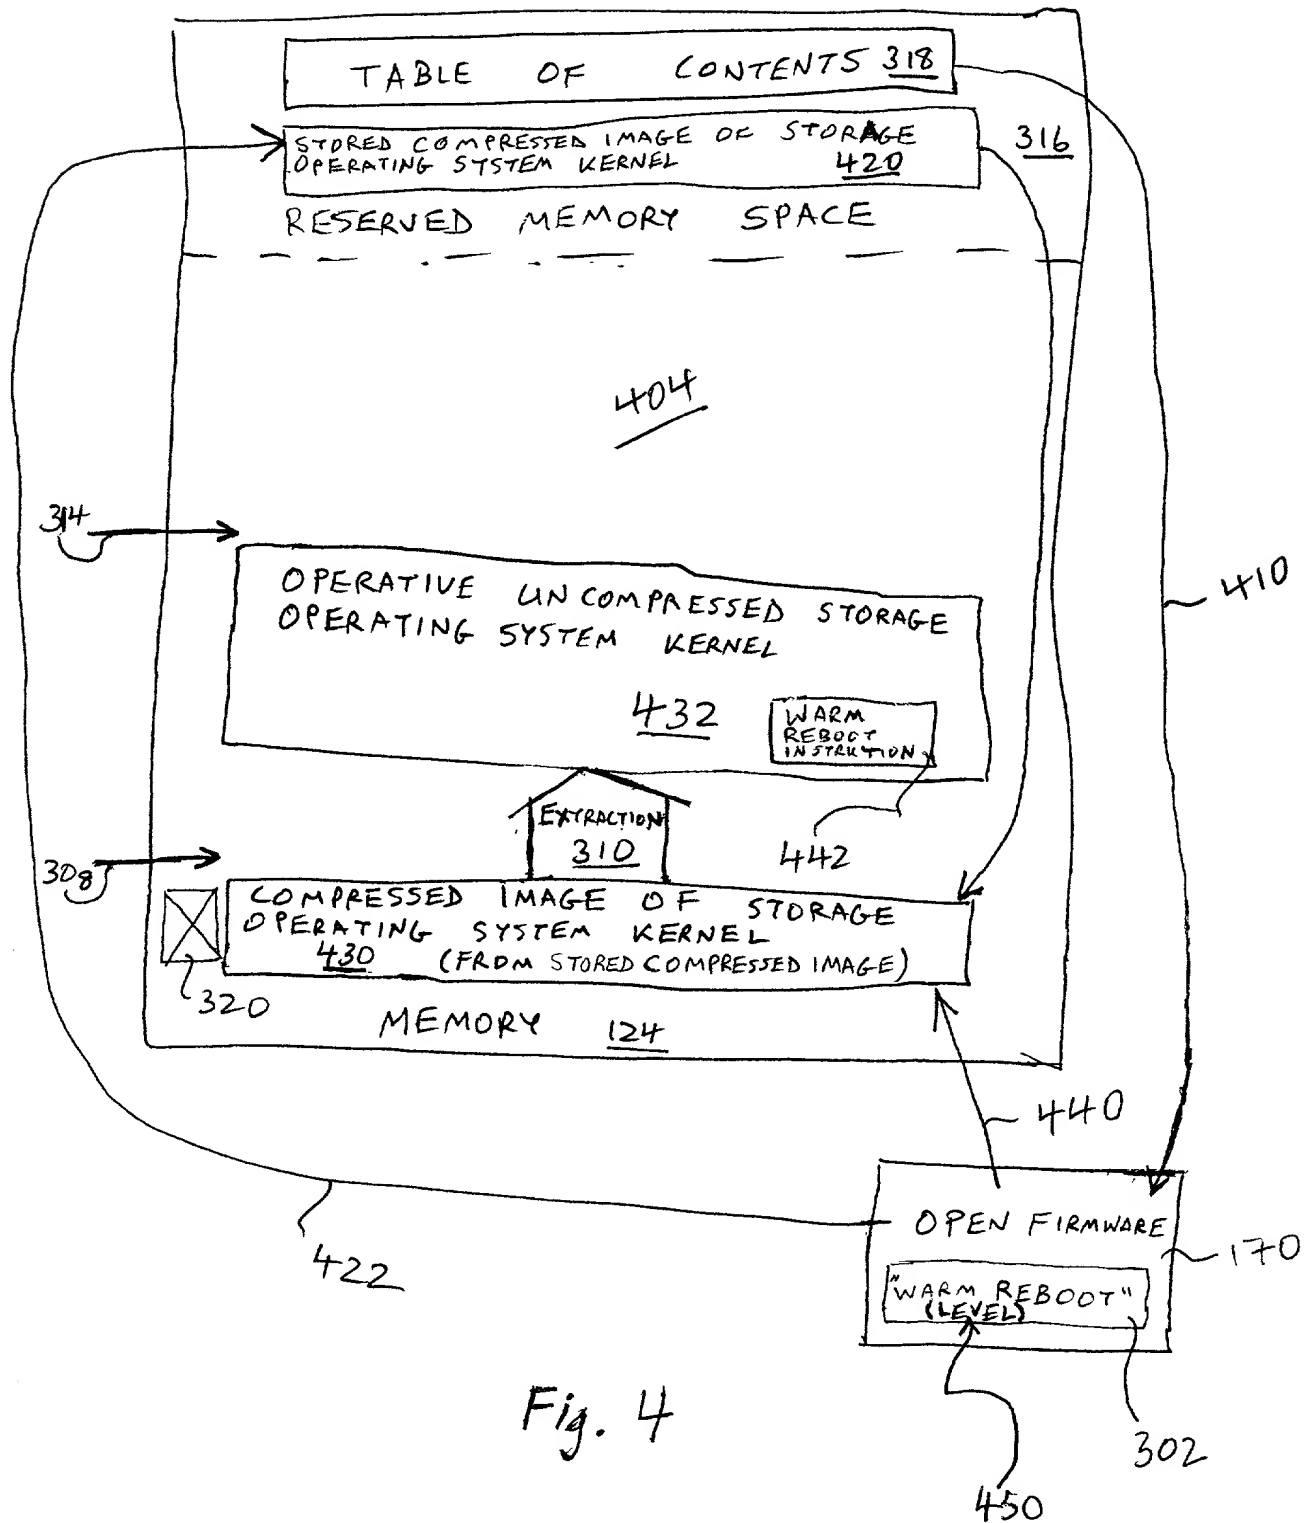 TABLE OF CONTENTS 318
STORED COMPRESSED IMAGE OF STORAGE
OPERATING SYSTEM KERNEL 420
316
RESERVED MEMORY SPACE
404
314
OPERATIVE UNCOMPRESSED STORAGE
OPERATING SYSTEM KERNEL
410
432
WARM
REBOOT
INSTRUCTION
EXTRACTION
310
442
308
COMPRESSED IMAGE OF STORAGE
OPERATING SYSTEM KERNEL
430 (FROM STORED COMPRESSED IMAGE)
320
MEMORY 124
440
OPEN FIRMWARE
170
422
"WARM REBOOT"
(LEVEL)
Fig. 4
302
450